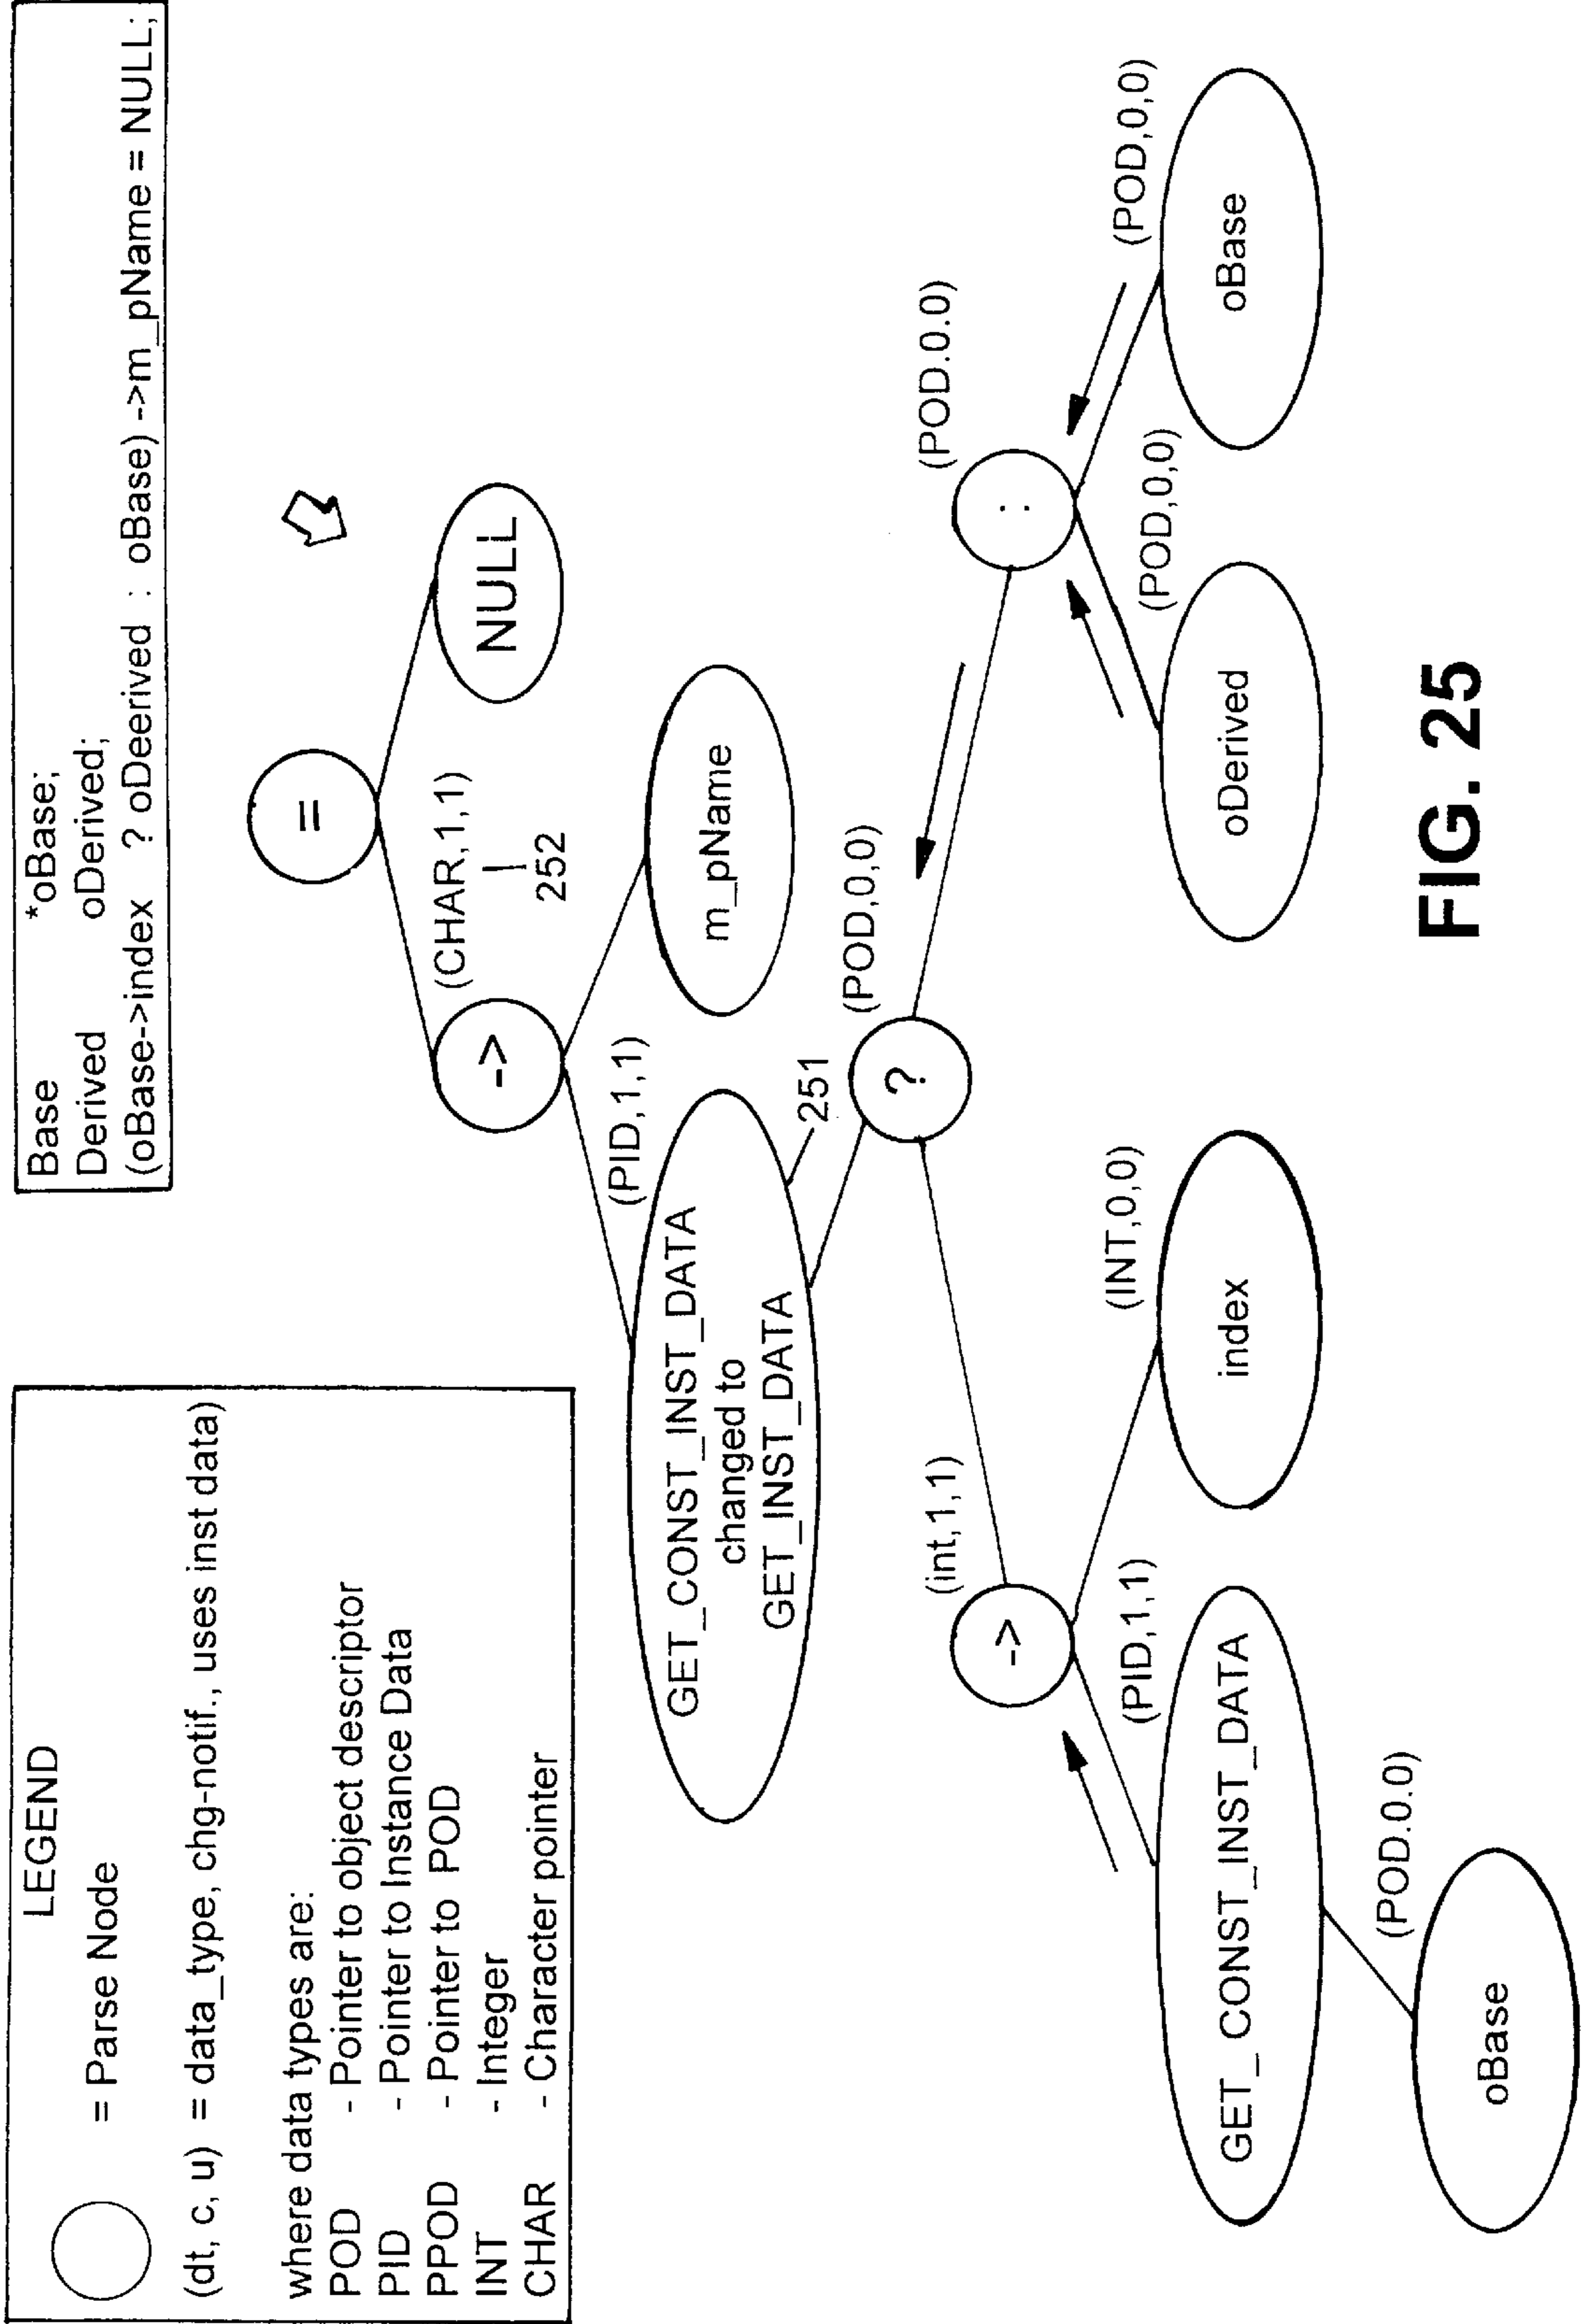 LEGEND
= Parse Node
(dt, c, u) = data_type, chg-notif., uses inst data)
where data types are:
POD - Pointer to object descriptor
PID - Pointer to Instance Data
PPOD - Pointer to POD
INT - Integer
CHAR - Character pointer
Base *oBase;
Derived oDerived;
(oBase->index ? oDeerived : oBase) ->m_pName = NULL;
=
(CHAR,1,1)
252
->
NULL
(PID,1,1)
GET_CONST_INST_DATA
changed to
GET_INST_DATA
m_pName
251
(POD,0,0)
?
(int,1,1)
->
(POD.0.0)
:
(PID,1,1)
(INT,0,0)
(POD,0,0)
(POD,0,0)
GET_CONST_INST_DATA
index
oDerived
oBase
(POD.0.0)
oBase
FIG. 25